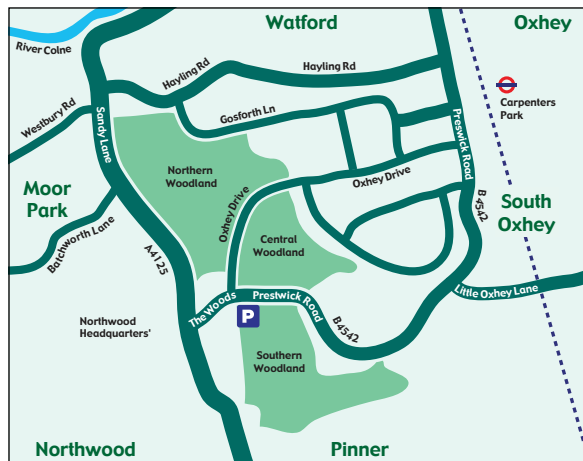 Watford
Oxhey
River Colne
Hayling Rd
Hayling Rd
Westbury Rd
Sandy Lane
Gosforth Ln
Preswick Road
Carpenters
Park
Northern
Woodland
Moor
Park
Oxhey Drive
Oxhey Drive
B 4542
South
Oxhey
Batchworth Lane
A4125
Central
Woodland
The Woods
Prestwick Road
Little Oxhey Lane
P
B4542
Northwood
Headquarters'
Southern
Woodland
Northwood
Pinner